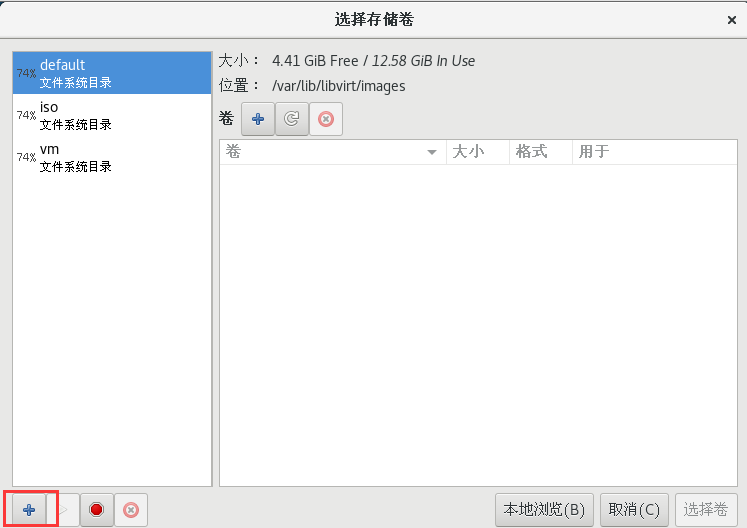 选择存储卷
74% default
文件系统目录
74% iso
文件系统目录
74% vm
文件系统目录
大小： 4.41 GiB Free / 12.58 GiB In Use
位置： /var/lib/libvirt/images
卷
卷 大小 格式 用于
本地浏览(B) 取消(C) 选择卷